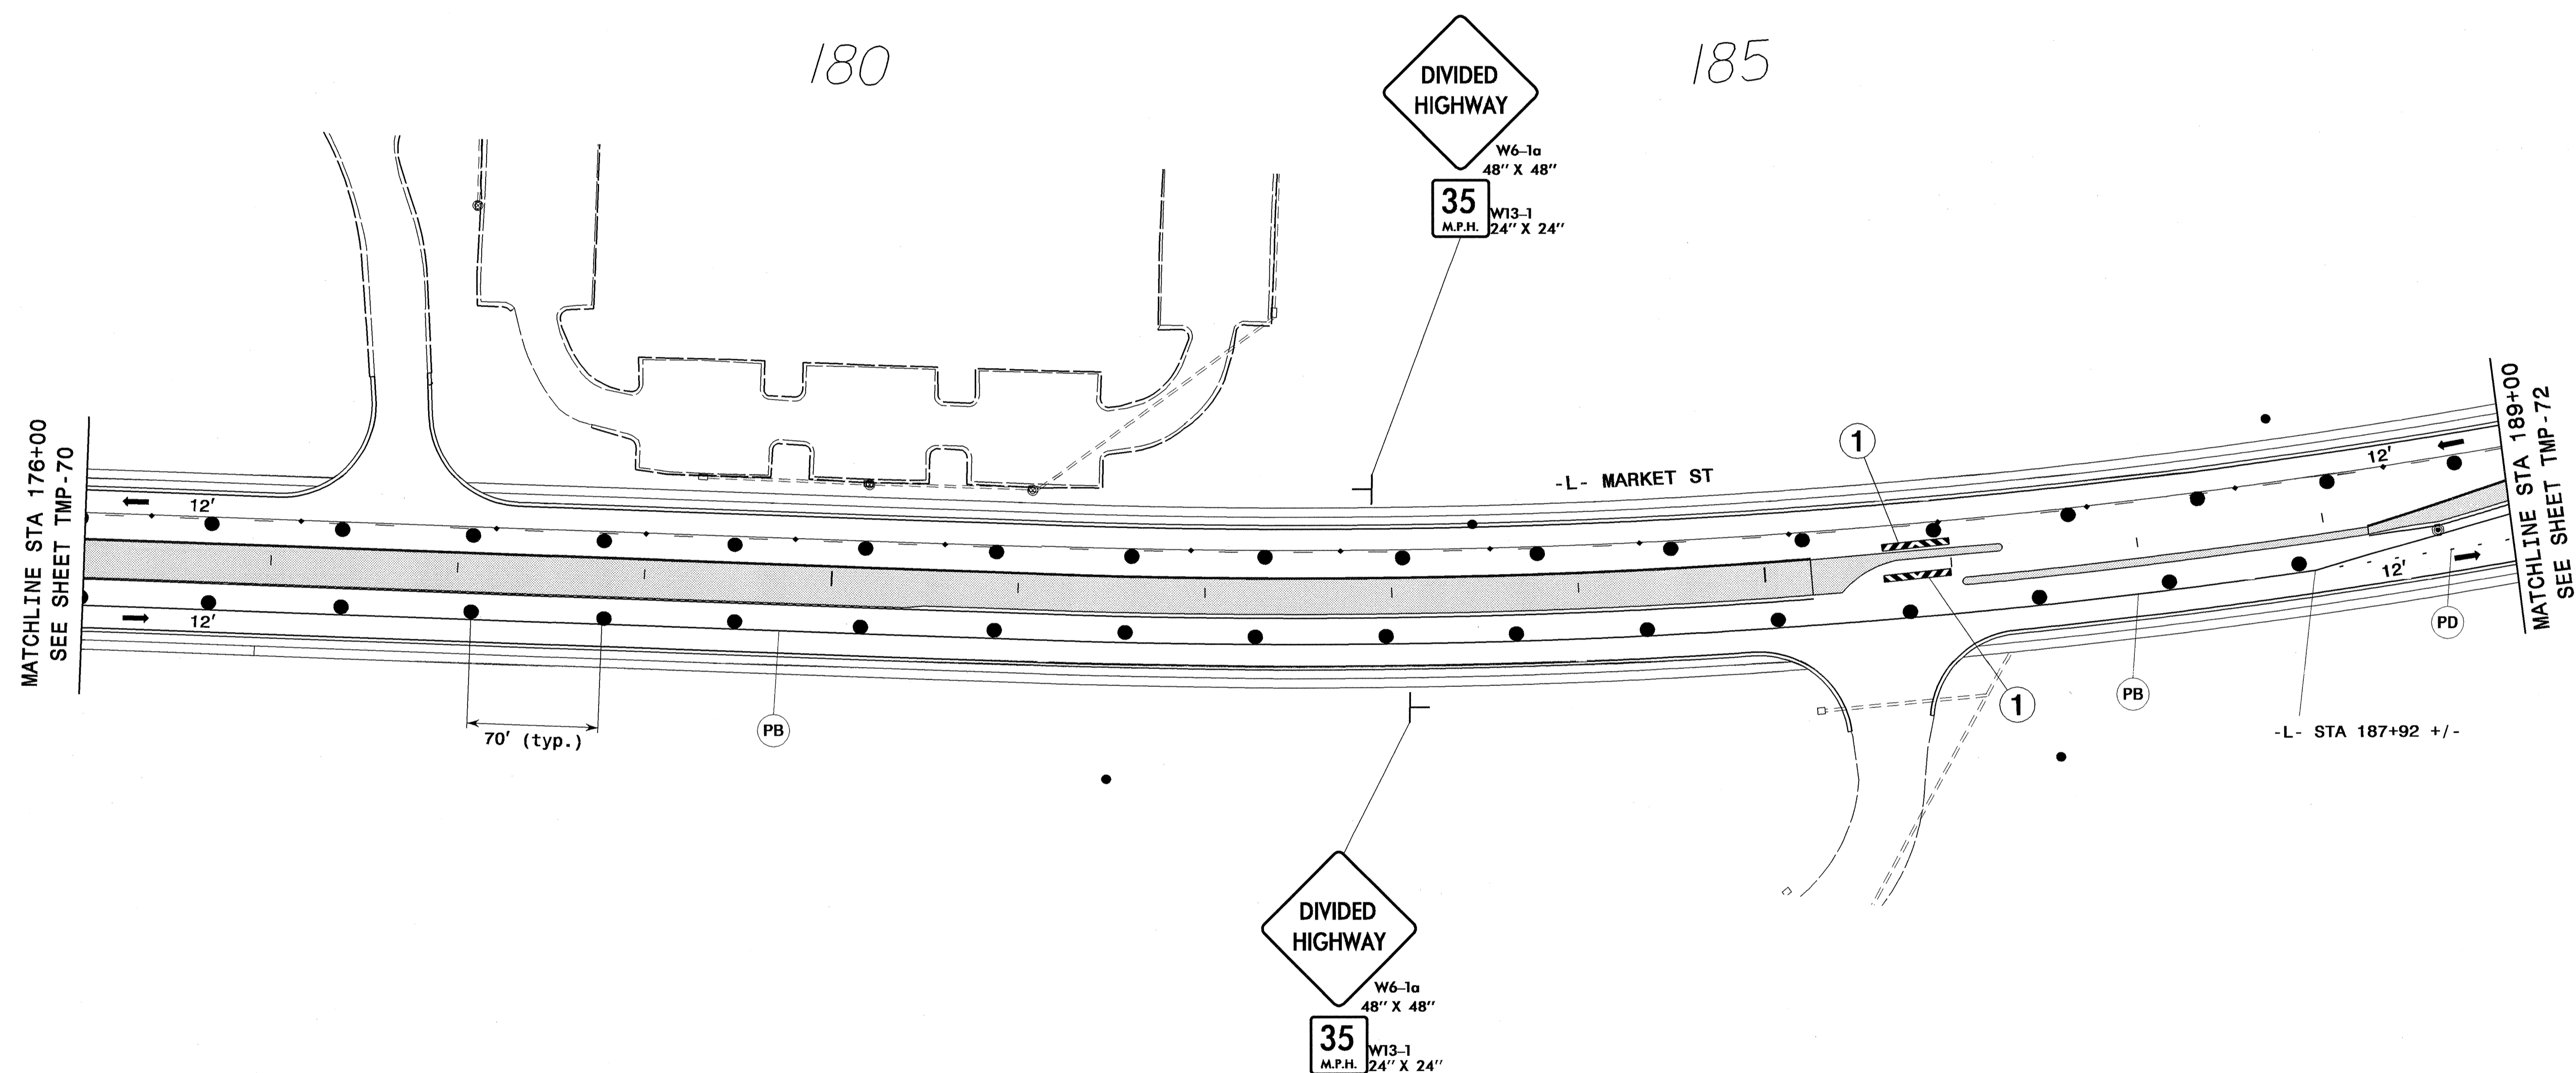 180
185
DIVIDED
HIGHWAY
W6-1a
48" X 48"
35
M.P.H.
W13-1
24" X 24"
MATCHLINE STA 176+00
SEE SHEET TMP-70
12'
12'
70' (typ.)
PB
-L- MARKET ST
1
1
12'
12'
PB
PD
-L- STA 187+92 +/-
MATCHLINE STA 189+00
SEE SHEET TMP-72
DIVIDED
HIGHWAY
W6-1a
48" X 48"
35
M.P.H.
W13-1
24" X 24"